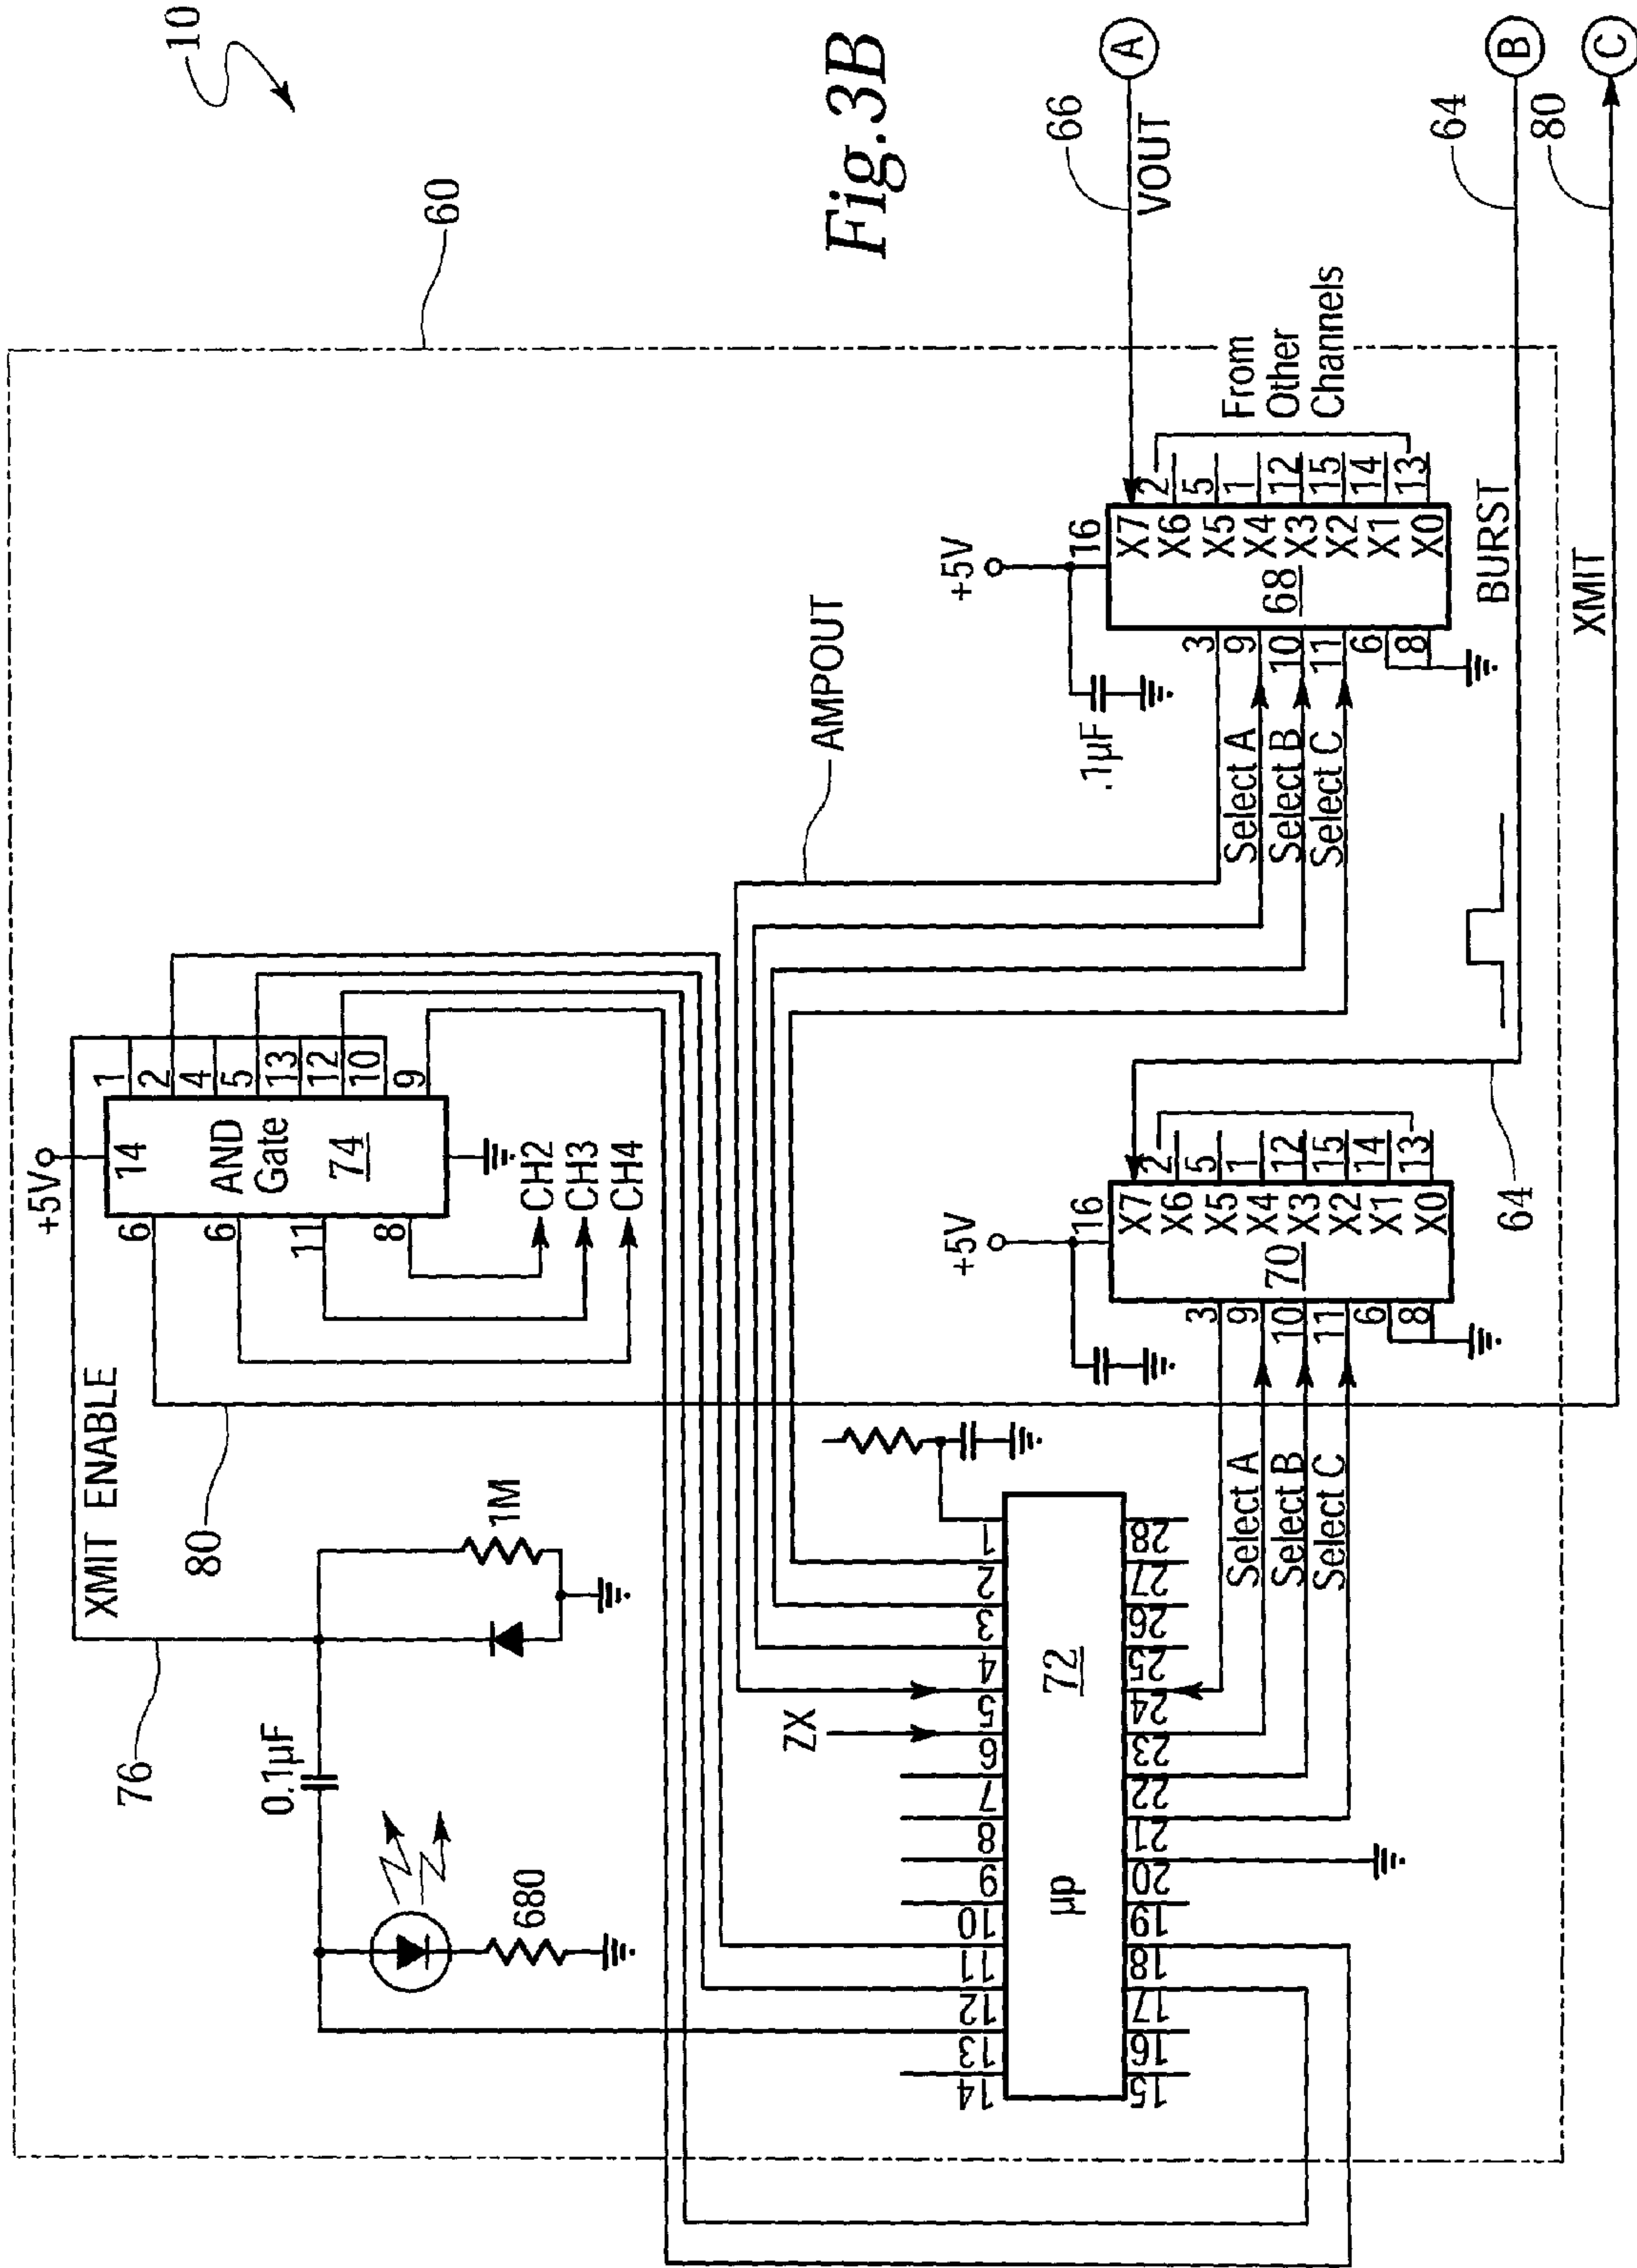 10
60
Fig.3B
+5V
XMIT ENABLE
14
AND
Gate
74
1
2
4
5
13
12
10
9
6
6
11
8
CH2
CH3
CH4
80
76
0.1µF
1M
680
AMPOUT
+5V
.1µF
16
68
X7
X6
X5
X4
X3
X2
X1
X0
2
5
1
12
15
14
13
3
9
10
11
6
8
Select A
Select B
Select C
From
Other
Channels
66
VOUT
A
+5V
16
70
X7
X6
X5
X4
X3
X2
X1
X0
2
5
1
12
15
14
13
3
9
10
11
6
8
Select A
Select B
Select C
64
ZX
72
µp
1
2
3
4
5
6
7
8
9
10
11
12
13
14
28
27
26
25
24
23
22
21
20
19
18
17
16
15
BURST
64
B
XMIT
80
C